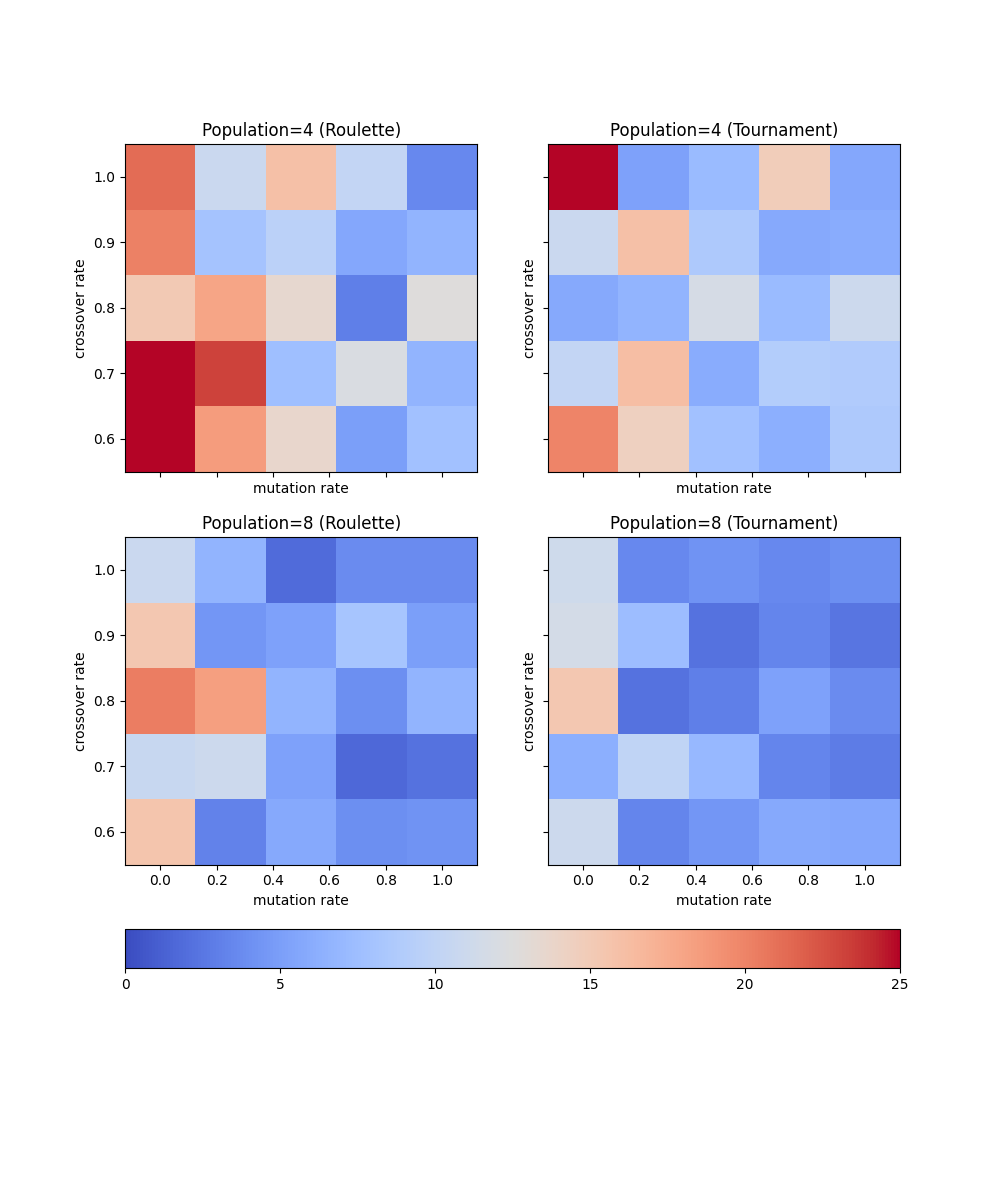 Population=4 (Roulette)
Population=4 (Tournament)
1.0
0.9
0.8
0.7
0.6
crossover rate
crossover rate
mutation rate
mutation rate
Population=8 (Roulette)
Population=8 (Tournament)
1.0
0.9
0.8
0.7
0.6
crossover rate
crossover rate
0.0 0.2 0.4 0.6 0.8 1.0
0.0 0.2 0.4 0.6 0.8 1.0
mutation rate
mutation rate
0 5 10 15 20 25